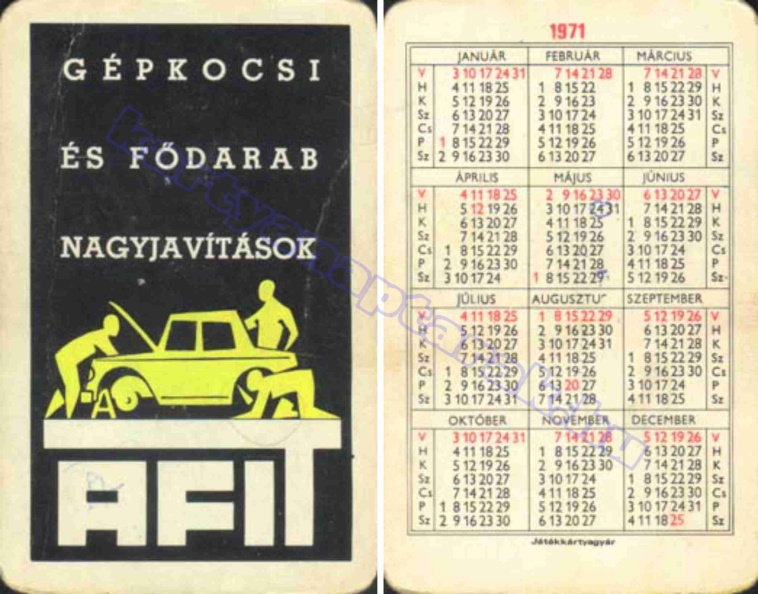 GÉPKOCSI
ÉS FŐDARAB
NAGYJAVÍTÁSOK
AFIT
1971
JANUÁR FEBRUÁR MÁRCIUS
V 3 10 17 24 31 7 14 21 28 7 14 21 28 V
H 4 11 18 25 1 8 15 22 1 8 15 22 29 H
K 5 12 19 26 2 9 16 23 2 9 16 23 30 K
Sz 6 13 20 27 3 10 17 24 3 10 17 24 31 Sz
Cs 7 14 21 28 4 11 18 25 4 11 18 25 Cs
P 1 8 15 22 29 5 12 19 26 5 12 19 26 P
Sz 2 9 16 23 30 6 13 20 27 6 13 20 27 Sz
ÁPRILIS MÁJUS JÚNIUS
V 4 11 18 25 2 9 16 23 30 6 13 20 27 V
H 5 12 19 26 3 10 17 24 31 7 14 21 28 H
K 6 13 20 27 4 11 18 25 1 8 15 22 29 K
Sz 7 14 21 28 5 12 19 26 2 9 16 23 30 Sz
Cs 1 8 15 22 29 6 13 20 27 3 10 17 24 Cs
P 2 9 16 23 30 7 14 21 28 4 11 18 25 P
Sz 3 10 17 24 1 8 15 22 29 5 12 19 26 Sz
JÚLIUS AUGUSZTU SZEPTEMBER
V 4 11 18 25 1 8 15 22 29 5 12 19 26 V
H 5 12 19 26 2 9 16 23 30 6 13 20 27 H
K 6 13 20 27 3 10 17 24 31 7 14 21 28 K
Sz 7 14 21 28 4 11 18 25 1 8 15 22 29 Sz
Cs 1 8 15 22 29 5 12 19 26 2 9 16 23 30 Cs
P 2 9 16 23 30 6 13 20 27 3 10 17 24 P
Sz 3 10 17 24 31 7 14 21 28 4 11 18 25 Sz
OKTÓBER NOVEMBER DECEMBER
V 3 10 17 24 31 7 14 21 28 5 12 19 26 V
H 4 11 18 25 1 8 15 22 29 6 13 20 27 H
K 5 12 19 26 2 9 16 23 30 7 14 21 28 K
Sz 6 13 20 27 3 10 17 24 1 8 15 22 29 Sz
Cs 7 14 21 28 4 11 18 25 2 9 16 23 30 Cs
P 1 8 15 22 29 5 12 19 26 3 10 17 24 31 P
Sz 2 9 16 23 30 6 13 20 27 4 11 18 25 Sz
Játékkártyagyár